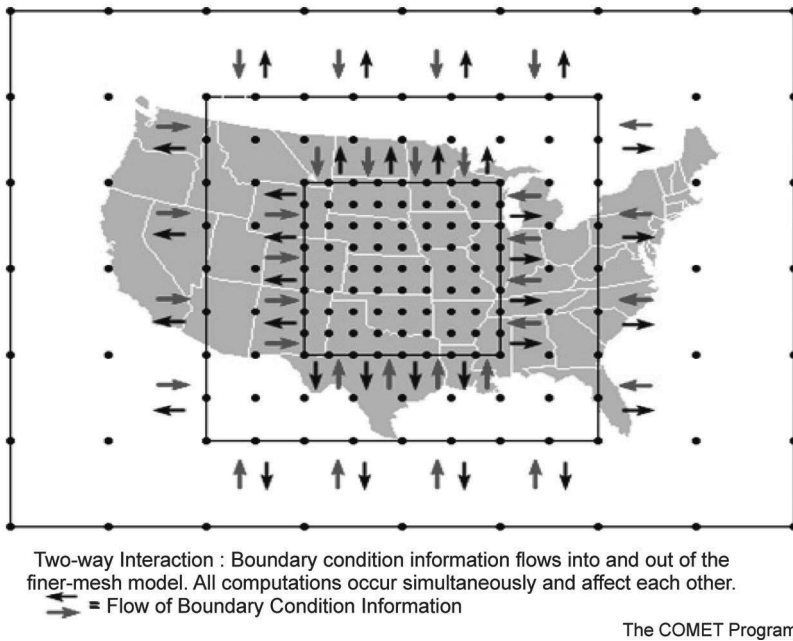 Two-way Interaction : Boundary condition information flows into and out of the
finer-mesh model. All computations occur simultaneously and affect each other.
= Flow of Boundary Condition Information
The COMET Program